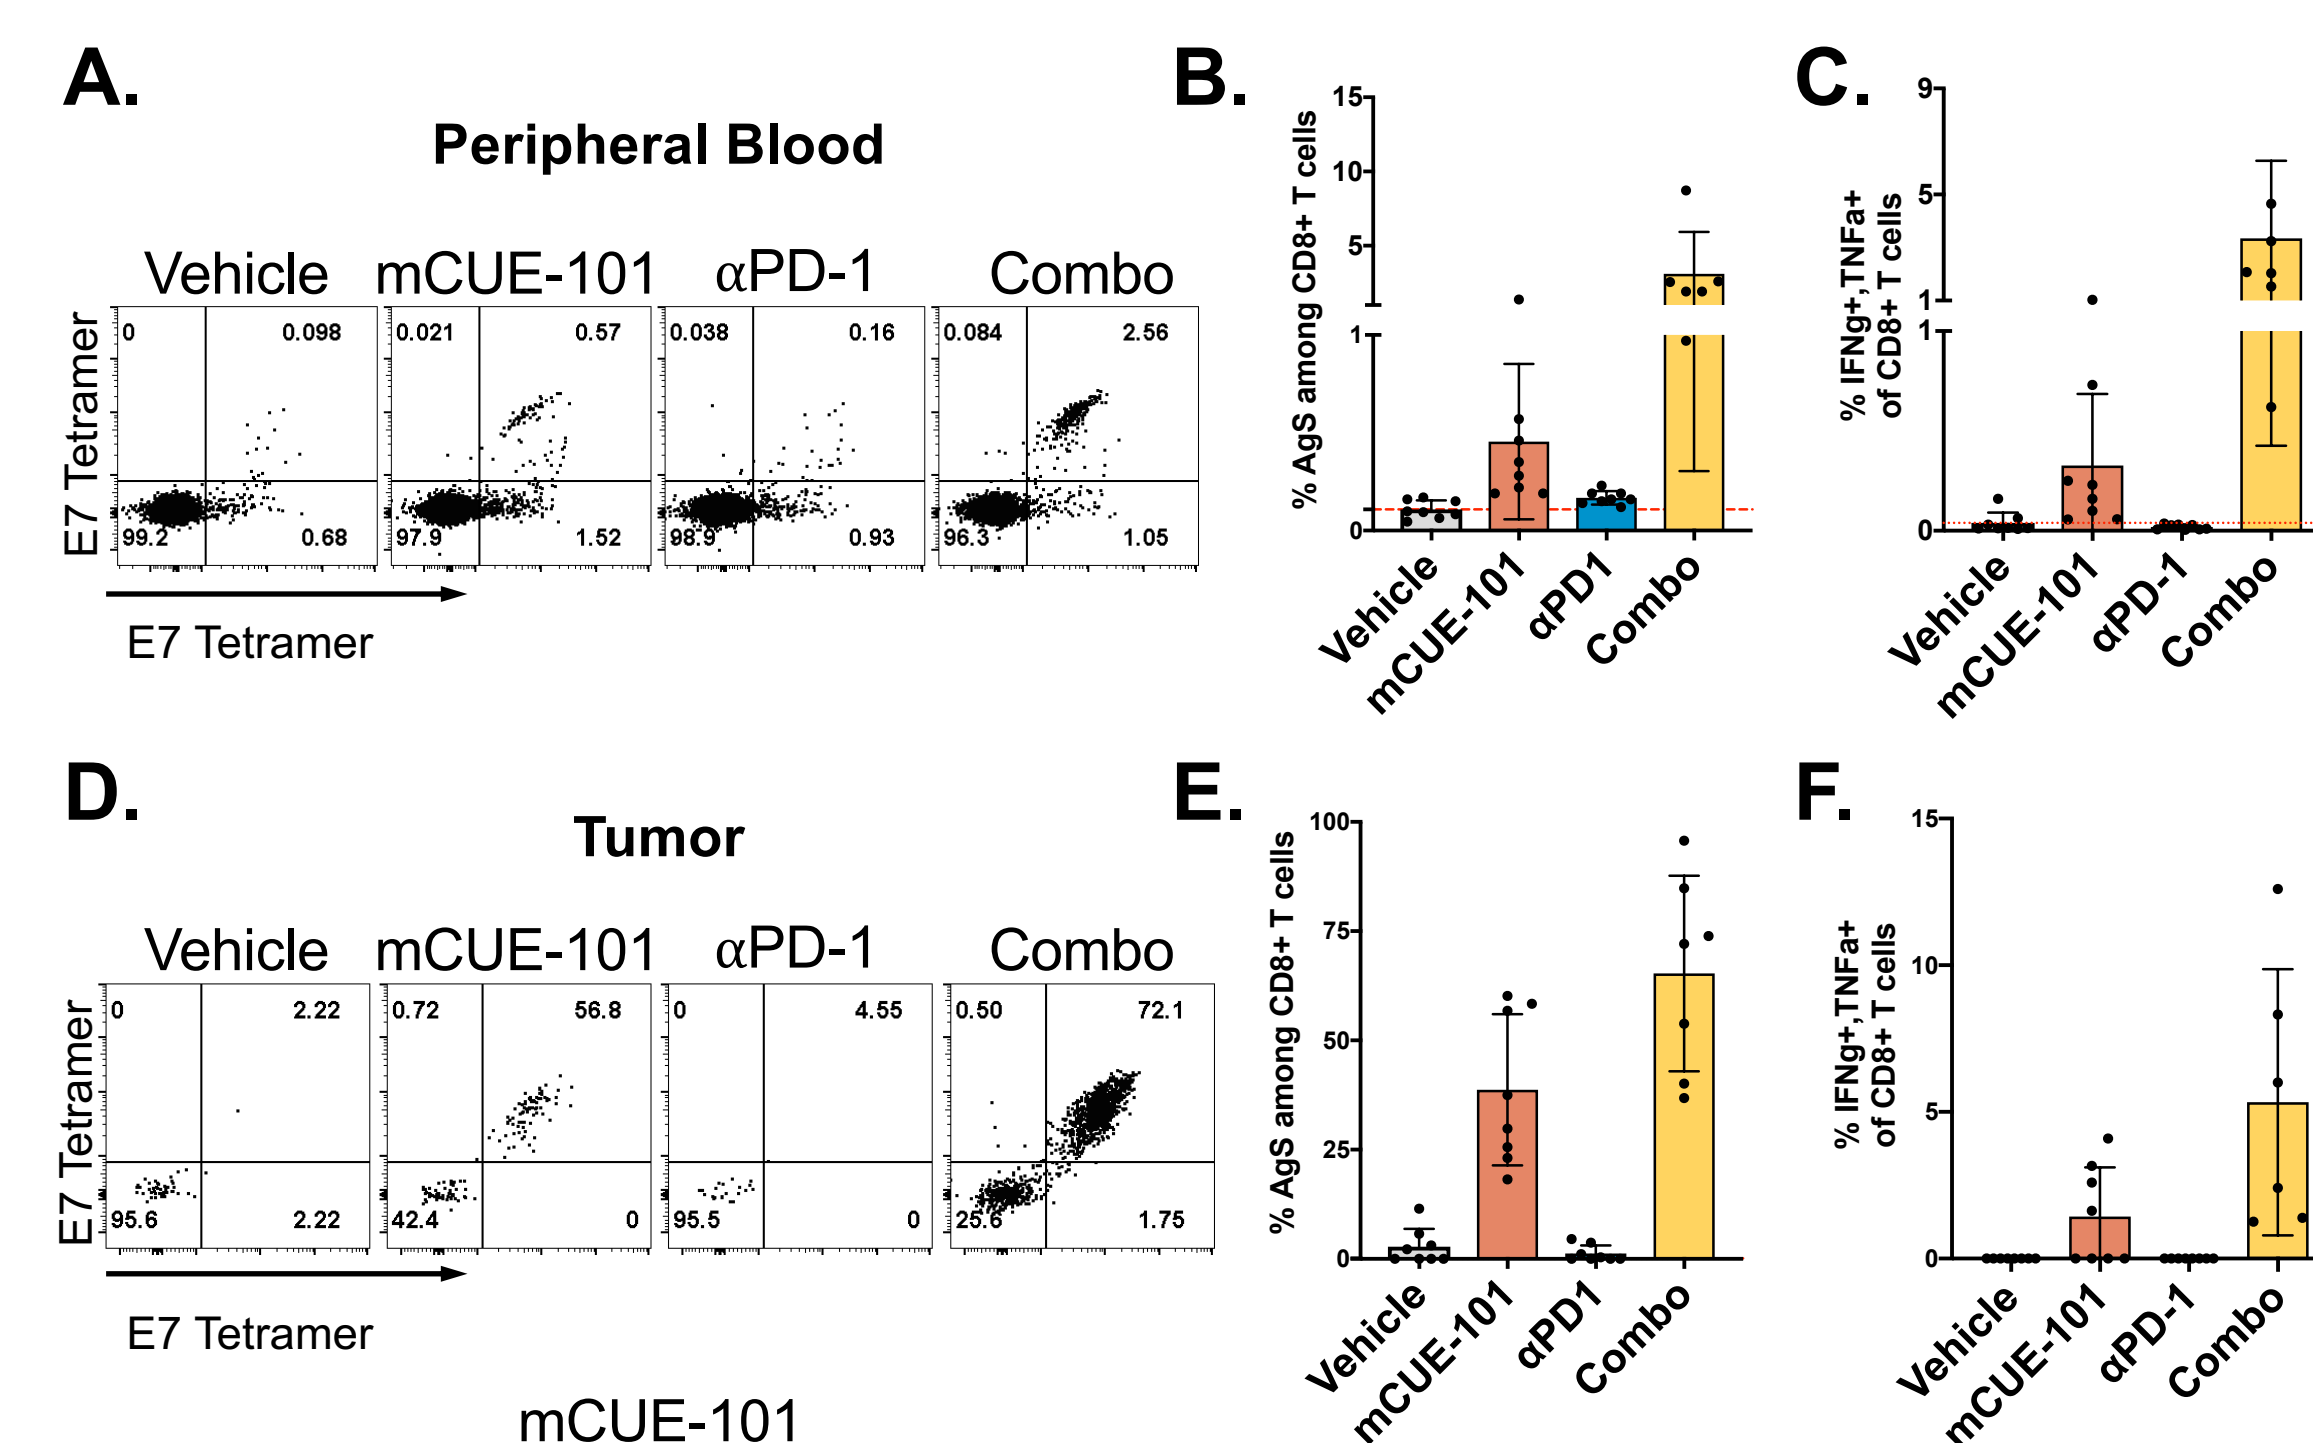 A.
Peripheral Blood
Vehicle mCUE-101 αPD-1 Combo
E7 Tetramer
0 0.098
99.2 0.68
0.021 0.57
97.9 1.52
0.038 0.16
98.9 0.93
0.084 2.56
96.3 1.05
E7 Tetramer
B.
% AgS among CD8+ T cells
15
10
5
1
0
Vehicle
mCUE-101
αPD1
Combo
C.
% IFNg+,TNFa+
of CD8+ T cells
9
5
1
1
0
Vehicle
mCUE-101
αPD-1
Combo
D.
Tumor
Vehicle mCUE-101 αPD-1 Combo
E7 Tetramer
0 2.22
95.6 2.22
0.72 56.8
42.4 0
0 4.55
95.5 0
0.50 72.1
25.6 1.75
E7 Tetramer
mCUE-101
E.
% AgS among CD8+ T cells
100
75
50
25
0
Vehicle
mCUE-101
αPD1
Combo
F.
% IFNg+,TNFa+
of CD8+ T cells
15
10
5
0
Vehicle
mCUE-101
αPD-1
Combo